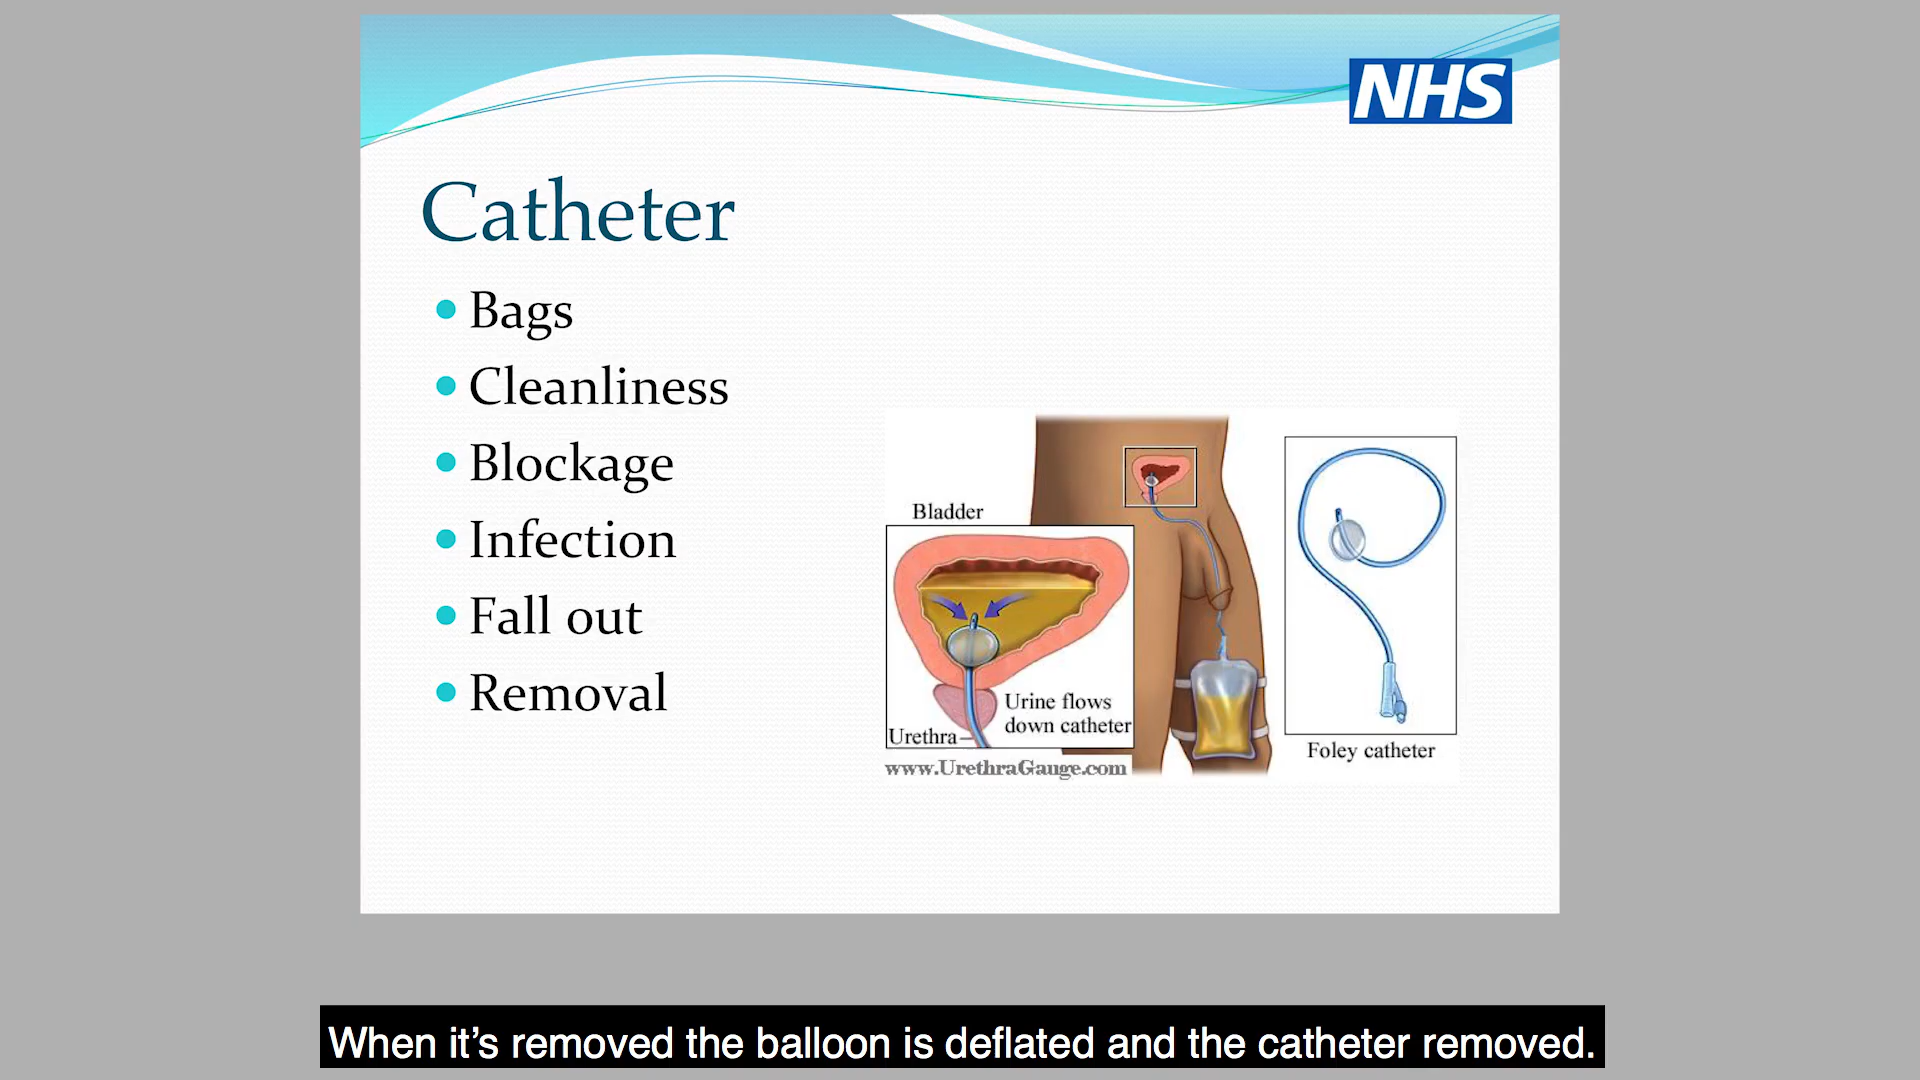 NHS
Catheter
Bags
Cleanliness
Blockage
Infection
Fall out
Removal
Bladder
Urine flows
down catheter
Urethra
www.UrethraGauge.com
Foley catheter
When it’s removed the balloon is deflated and the catheter removed.